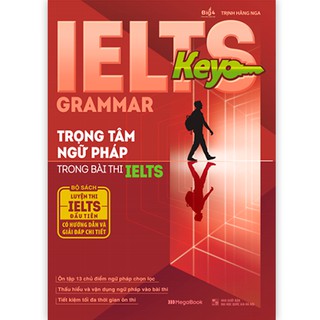 Big4
TRỊNH HẰNG NGA
IELTS
Key
GRAMMAR
TRỌNG TÂM
NGỮ PHÁP
TRONG BÀI THI IELTS
BỘ SÁCH
LUYỆN THI
IELTS
ĐẦU TIÊN
CÓ HƯỚNG DẪN VÀ
GIẢI ĐÁP CHI TIẾT
Ôn tập 13 chủ điểm ngữ pháp chọn lọc
Thấu hiểu và vận dụng ngữ pháp vào bài thi
Tiết kiệm tối đa thời gian ôn thi
MegaBook